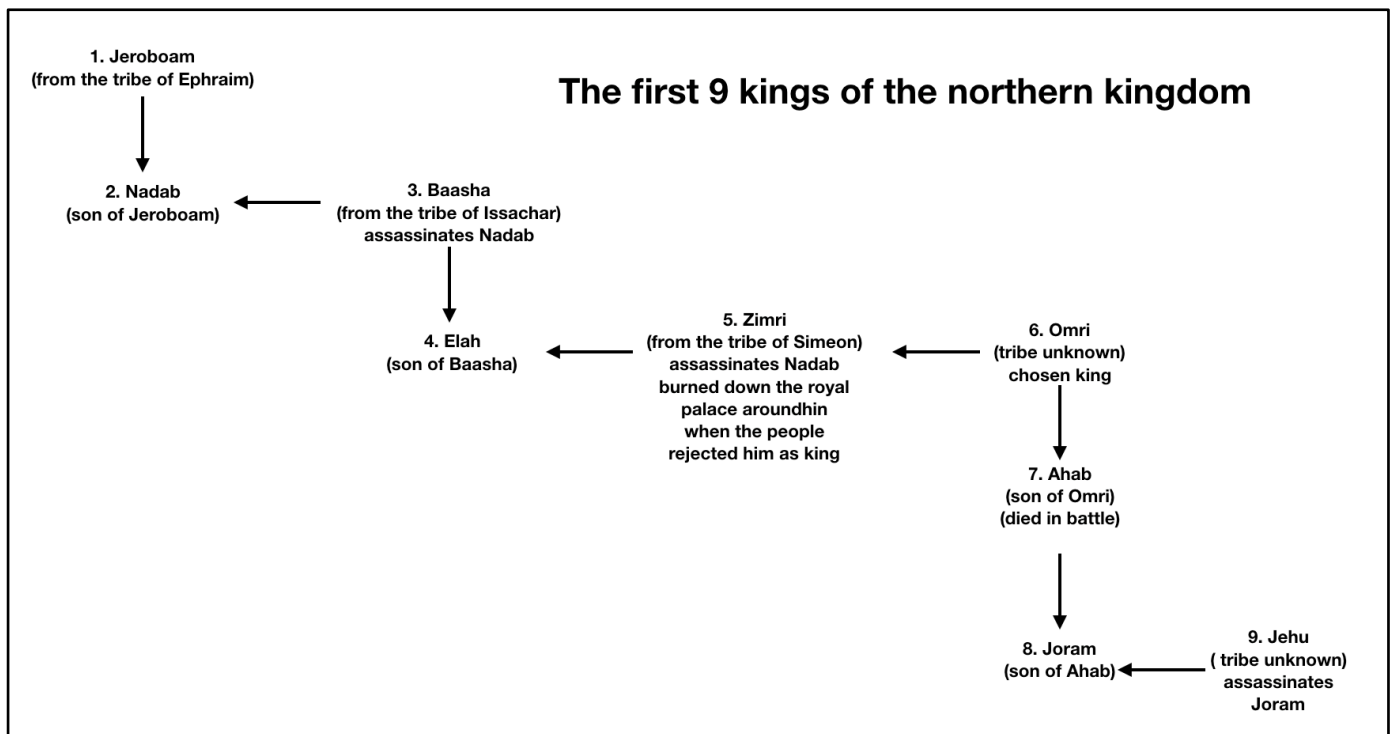 1. Jeroboam
(from the tribe of Ephraim)
The first 9 kings of the northern kingdom
2. Nadab
(son of Jeroboam)
3. Baasha
(from the tribe of Issachar)
assassinates Nadab
4. Elah
(son of Baasha)
5. Zimri
(from the tribe of Simeon)
assassinates Nadab
burned down the royal
palace aroundhin
when the people
rejected him as king
6. Omri
(tribe unknown)
chosen king
7. Ahab
(son of Omri)
(died in battle)
8. Joram
(son of Ahab)
9. Jehu
( tribe unknown)
assassinates
Joram